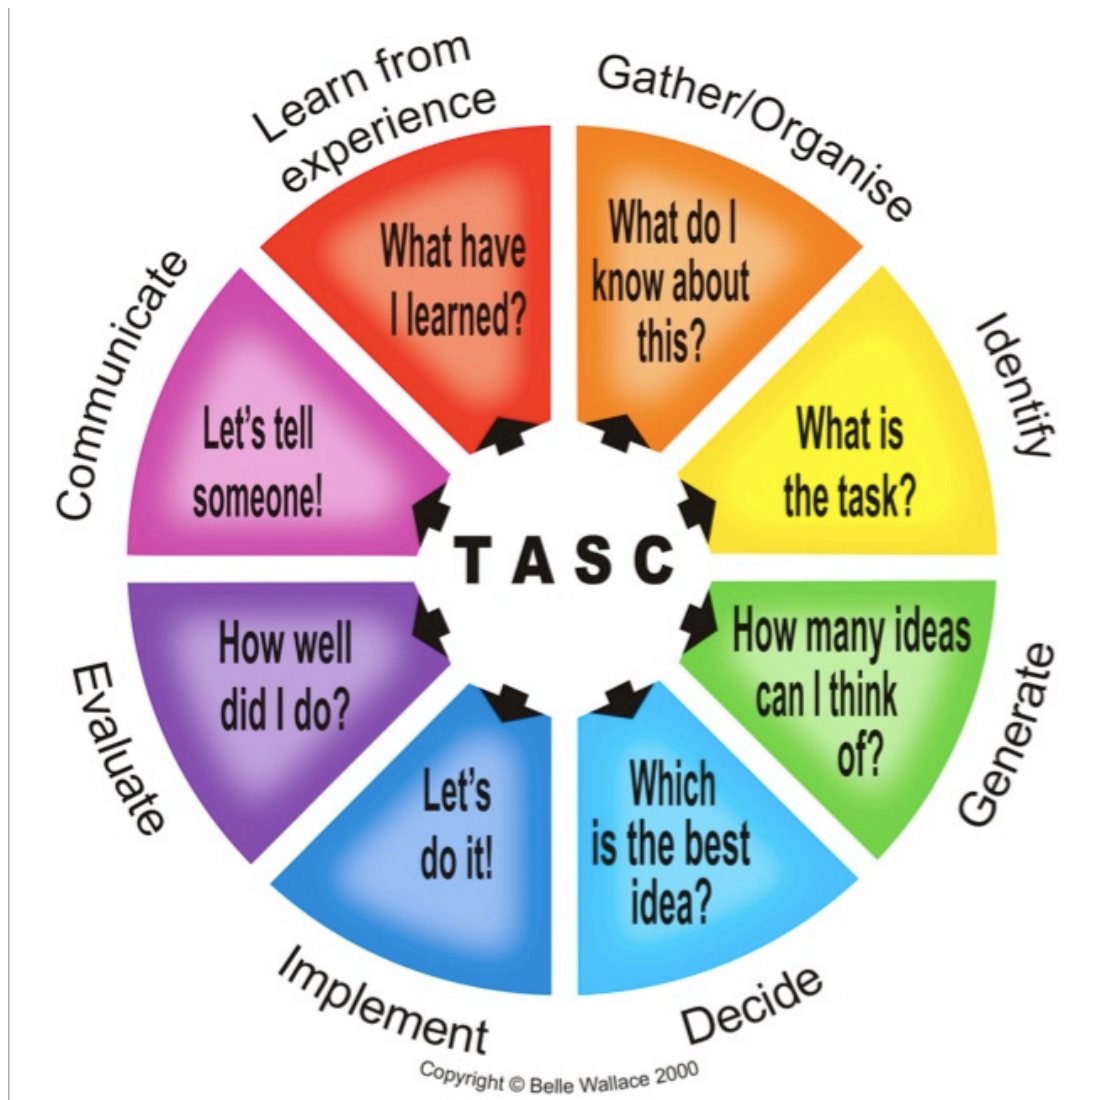 Gather/Organise
What do I
know about
this?
Identify
What is
the task?
Generate
How many ideas
can I think
of?
Decide
Which
is the best
idea?
Implement
Let's
do it!
Evaluate
How well
did I do?
Communicate
Let's tell
someone!
Learn from
experience
What have
I learned?
TASC
Copyright © Belle Wallace 2000